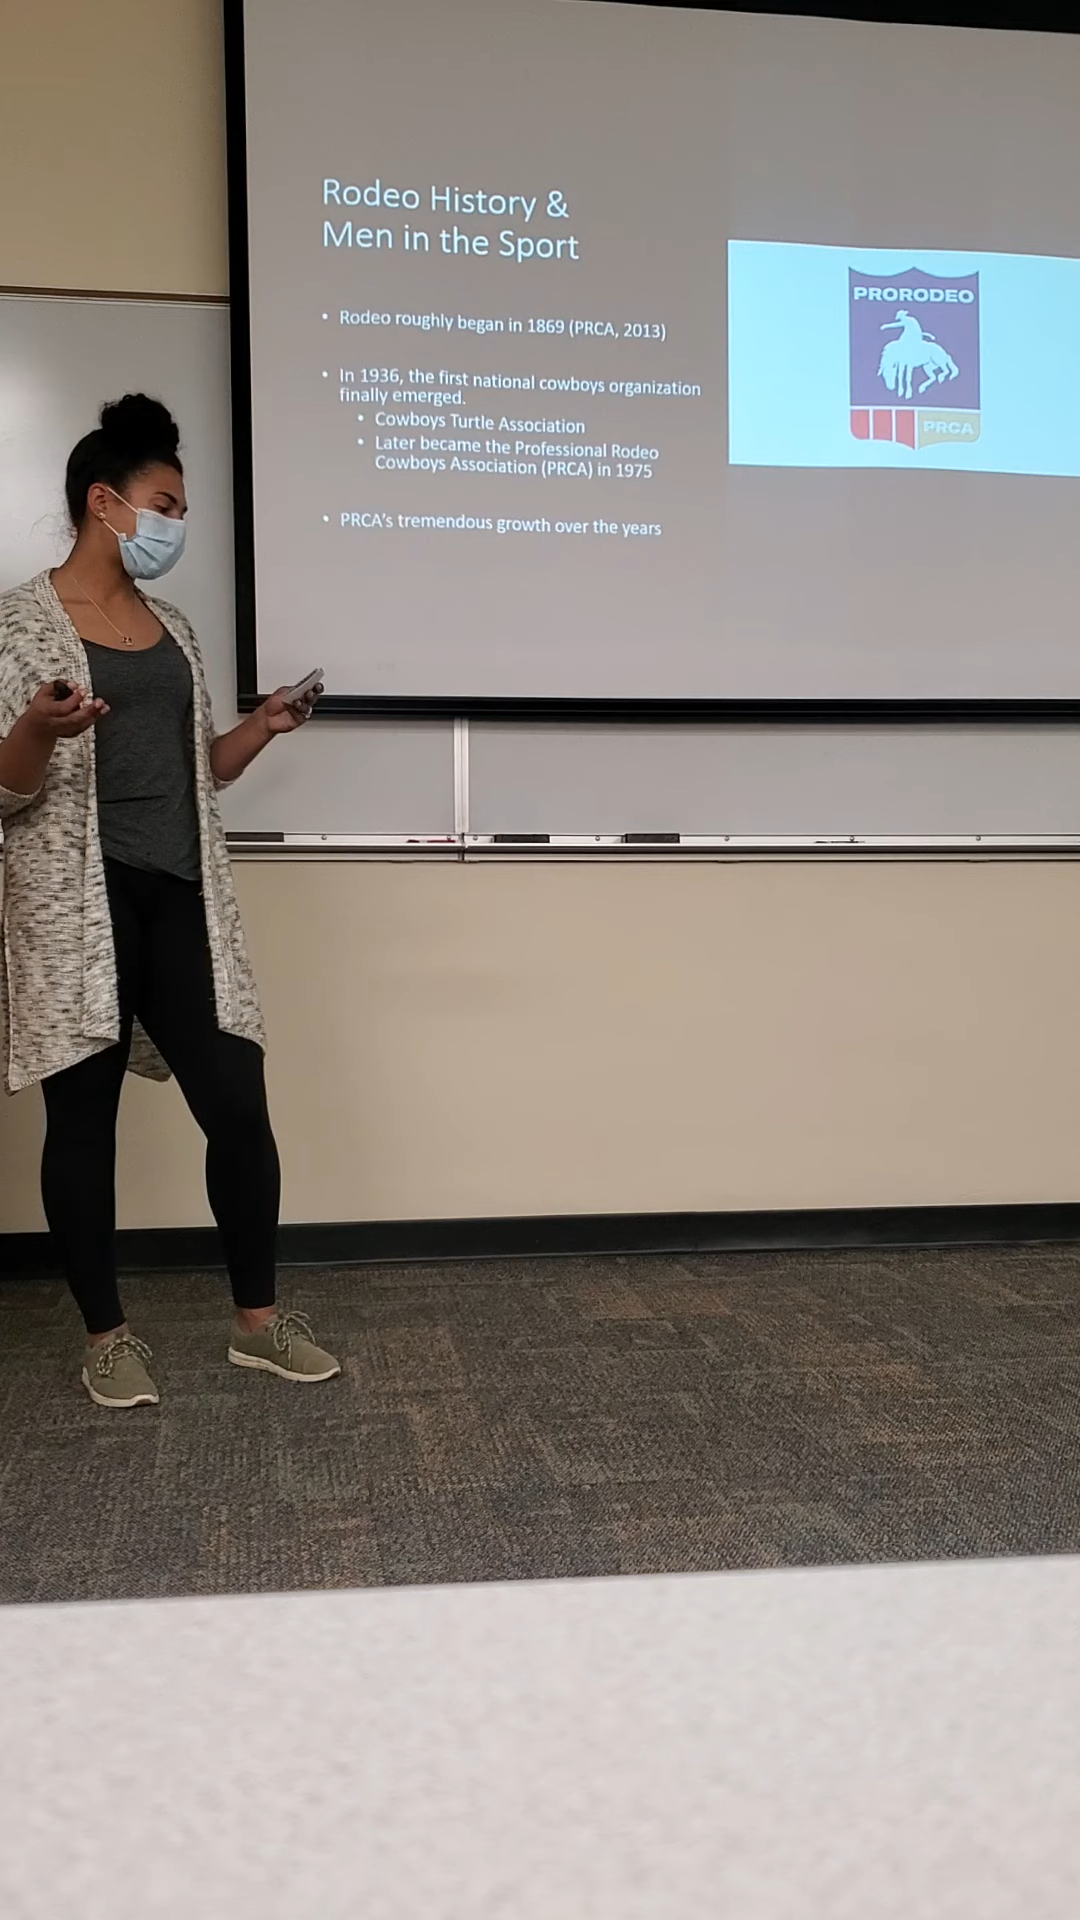 Rodeo History &
Men in the Sport
• Rodeo roughly began in 1869 (PRCA, 2013)
• In 1936, the first national cowboys organization
finally emerged.
• Cowboys Turtle Association
• Later became the Professional Rodeo
Cowboys Association (PRCA) in 1975
• PRCA's tremendous growth over the years
PRORODEO
PRCA